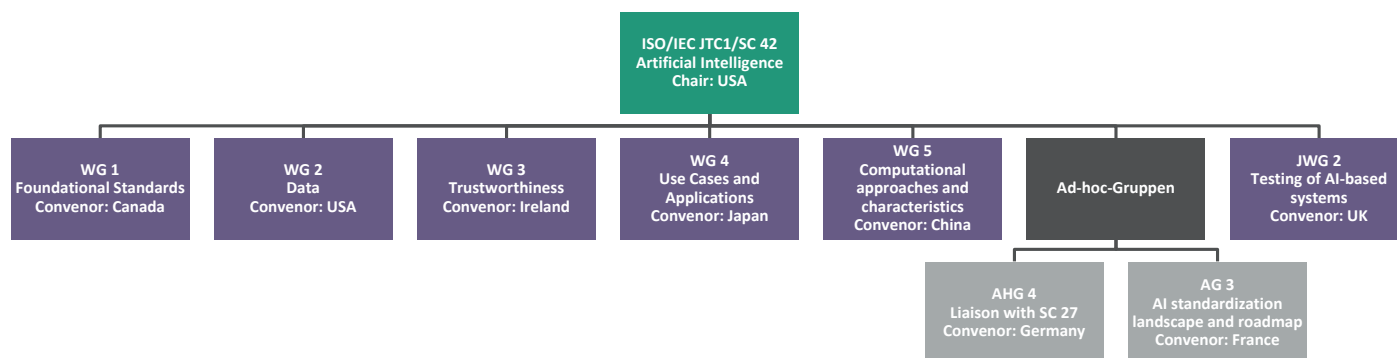 ISO/IEC JTC1/SC 42
Artificial Intelligence
Chair: USA
WG 1
Foundational Standards
Convenor: Canada
WG 2
Data
Convenor: USA
WG 3
Trustworthiness
Convenor: Ireland
WG 4
Use Cases and
Applications
Convenor: Japan
WG 5
Computational
approaches and
characteristics
Convenor: China
Ad-hoc-Gruppen
JWG 2
Testing of AI-based
systems
Convenor: UK
AHG 4
Liaison with SC 27
Convenor: Germany
AG 3
AI standardization
landscape and roadmap
Convenor: France